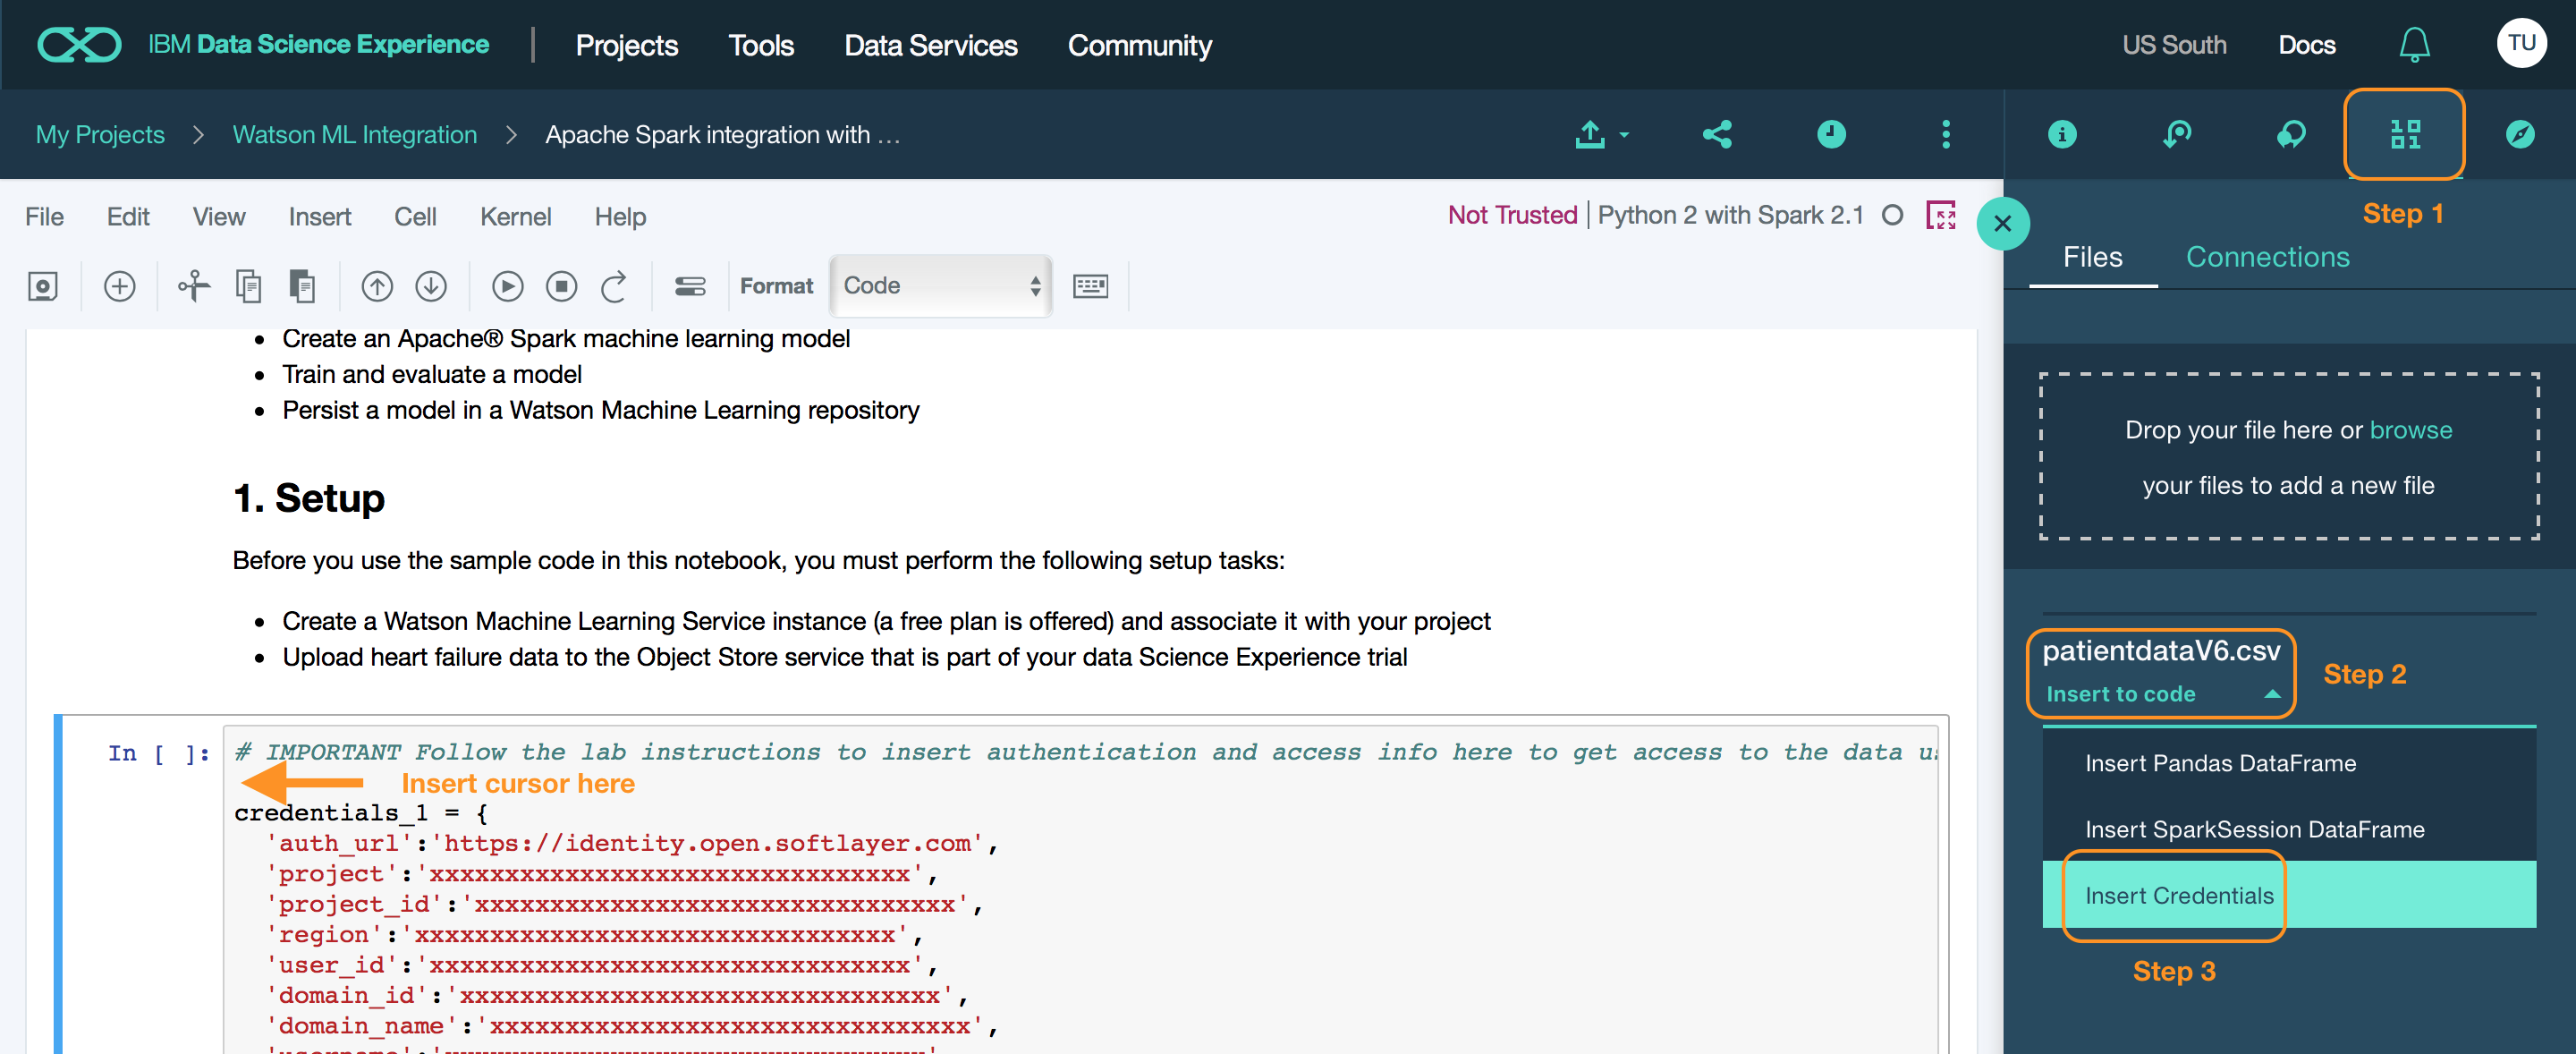 IBM Data Science Experience
Projects Tools Data Services Community
US South Docs TU
My Projects > Watson ML Integration > Apache Spark integration with ...
File Edit View Insert Cell Kernel Help
Not Trusted | Python 2 with Spark 2.1
Step 1
Files Connections
Format Code
Create an Apache® Spark machine learning model
Train and evaluate a model
Persist a model in a Watson Machine Learning repository
Drop your file here or browse
your files to add a new file
1. Setup
Before you use the sample code in this notebook, you must perform the following setup tasks:
Create a Watson Machine Learning Service instance (a free plan is offered) and associate it with your project
Upload heart failure data to the Object Store service that is part of your data Science Experience trial
patientdataV6.csv
Insert to code
Step 2
Insert Pandas DataFrame
Insert SparkSession DataFrame
Insert Credentials
Step 3
In [ ]:
# IMPORTANT Follow the lab instructions to insert authentication and access info here to get access to the data
Insert cursor here
credentials_1 = {
'auth_url':'https://identity.open.softlayer.com',
'project':'xxxxxxxxxxxxxxxxxxxxxxxxxxxxxxxx',
'project_id':'xxxxxxxxxxxxxxxxxxxxxxxxxxxxxxxx',
'region':'xxxxxxxxxxxxxxxxxxxxxxxxxxxxxxxx',
'user_id':'xxxxxxxxxxxxxxxxxxxxxxxxxxxxxxxx',
'domain_id':'xxxxxxxxxxxxxxxxxxxxxxxxxxxxxxxx',
'domain_name':'xxxxxxxxxxxxxxxxxxxxxxxxxxxxxxxx',